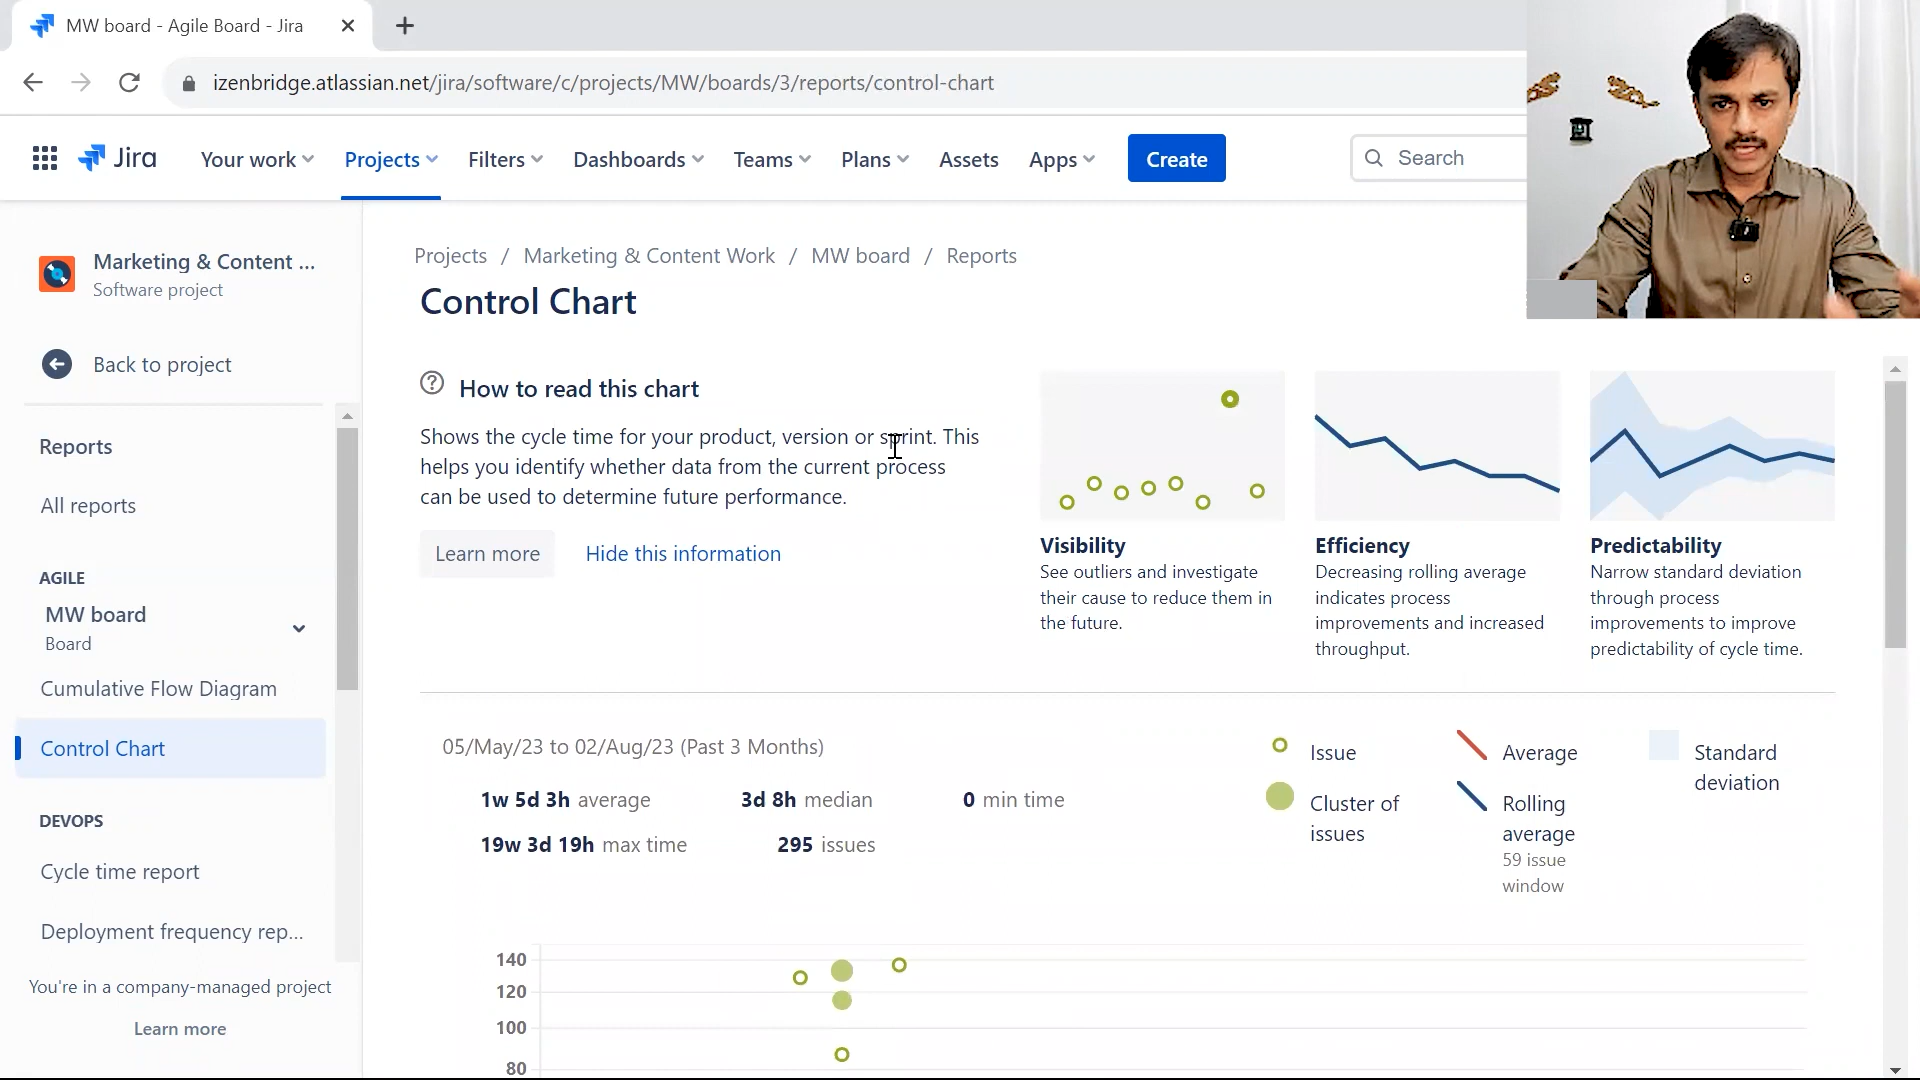 MW board - Agile Board - Jira
izenbridge.atlassian.net/jira/software/c/projects/MW/boards/3/reports/control-chart
Jira
Your work
Projects
Filters
Dashboards
Teams
Plans
Assets
Apps
Create
Search
Marketing & Content ...
Software project
Back to project
Reports
All reports
AGILE
MW board
Board
Cumulative Flow Diagram
Control Chart
DEVOPS
Cycle time report
Deployment frequency rep...
You're in a company-managed project
Learn more
Projects / Marketing & Content Work / MW board / Reports
Control Chart
How to read this chart
Shows the cycle time for your product, version or sprint. This
helps you identify whether data from the current process
can be used to determine future performance.
Learn more
Hide this information
Visibility
See outliers and investigate
their cause to reduce them in
the future.
Efficiency
Decreasing rolling average
indicates process
improvements and increased
throughput.
Predictability
Narrow standard deviation
through process
improvements to improve
predictability of cycle time.
05/May/23 to 02/Aug/23 (Past 3 Months)
1w 5d 3h average
3d 8h median
0 min time
19w 3d 19h max time
295 issues
Issue
Cluster of
issues
Average
Rolling
average
59 issue
window
Standard
deviation
140
120
100
80